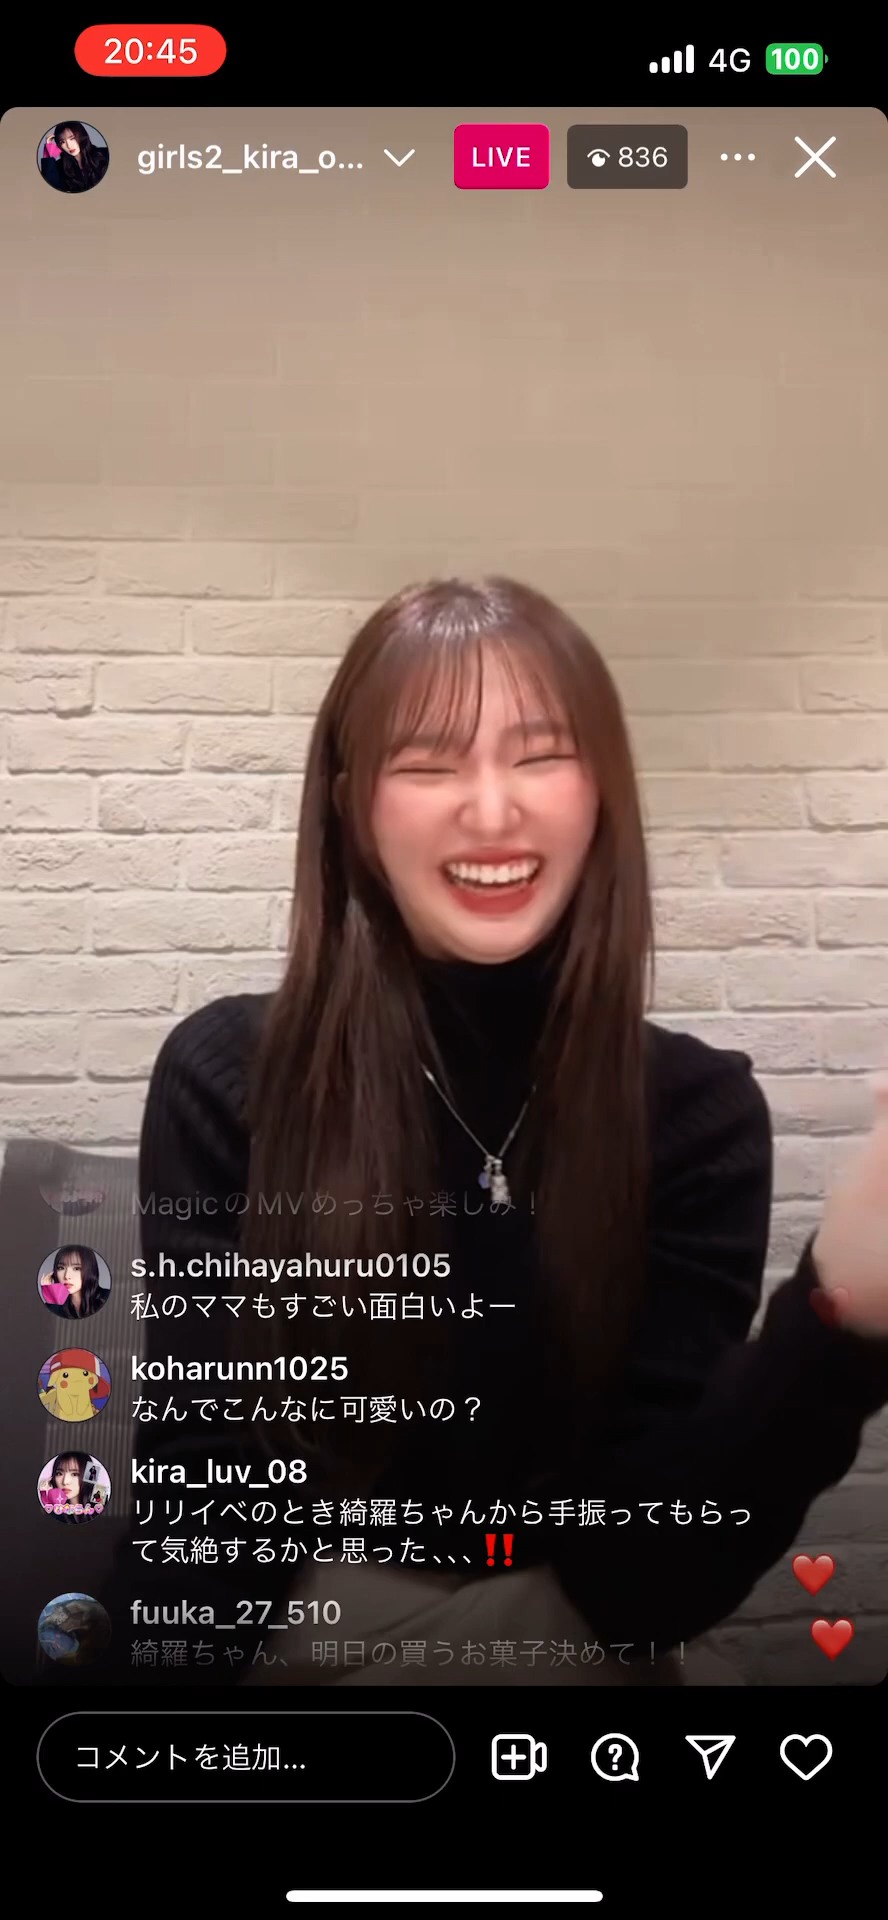 20:45
4G
100
girls2_kira_o...
LIVE
836
MagicのMVめっちゃ楽しみ！
s.h.chihayahuru0105
私のママもすごい面白いよー
koharunn1025
なんでこんなに可愛いの？
kira_luv_08
リリイベのとき綺羅ちゃんから手振ってもらっ
て気絶するかと思った､､､‼️
fuuka_27_510
綺羅ちゃん、明日の買うお菓子決めて！！
コメントを追加...